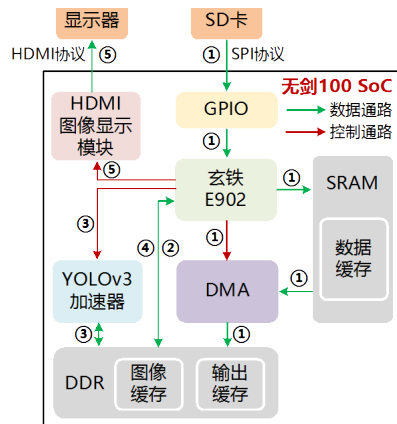 显示器
SD卡
HDMI协议
⑤
①
SPI协议
无剑100 SoC
数据通路
控制通路
HDMI
图像显示
模块
GPIO
①
⑤
玄铁
E902
①
SRAM
数据
缓存
③
④
②
①
①
YOLOv3
加速器
DMA
③
①
DDR
图像
缓存
输出
缓存